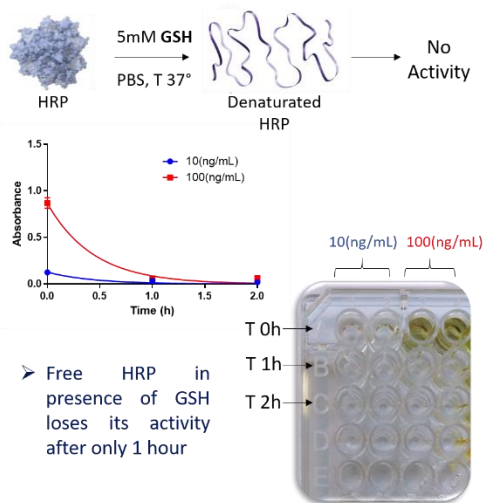 5mM GSH
PBS, T 37°
HRP
Denaturated
HRP
No
Activity
1.5
1.0
0.5
0.0
Absorbance
10(ng/mL)
100(ng/mL)
0.0
0.5
1.0
1.5
2.0
Time (h)
10(ng/mL)
100(ng/mL)
T 0h
T 1h
T 2h
B
C
D
E
➢ Free HRP in
presence of GSH
loses its activity
after only 1 hour